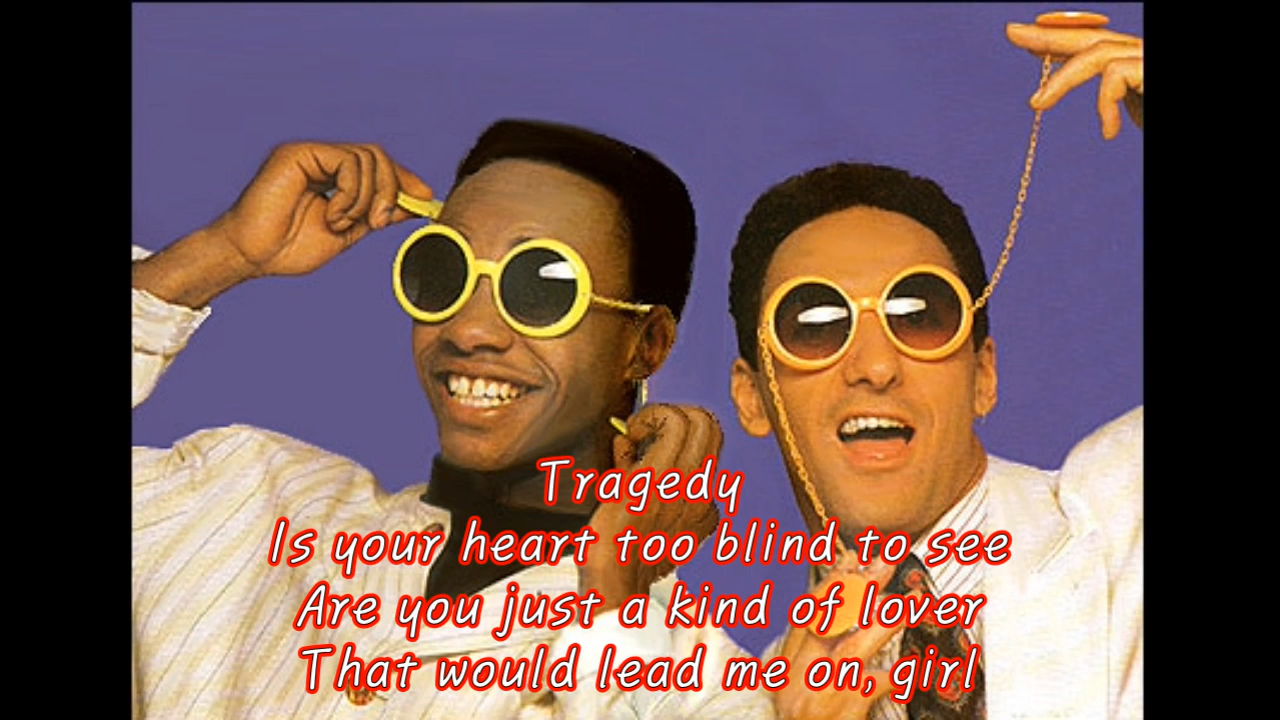 Tragedy
Is your heart too blind to see
Are you just a kind of lover
That would lead me on, girl